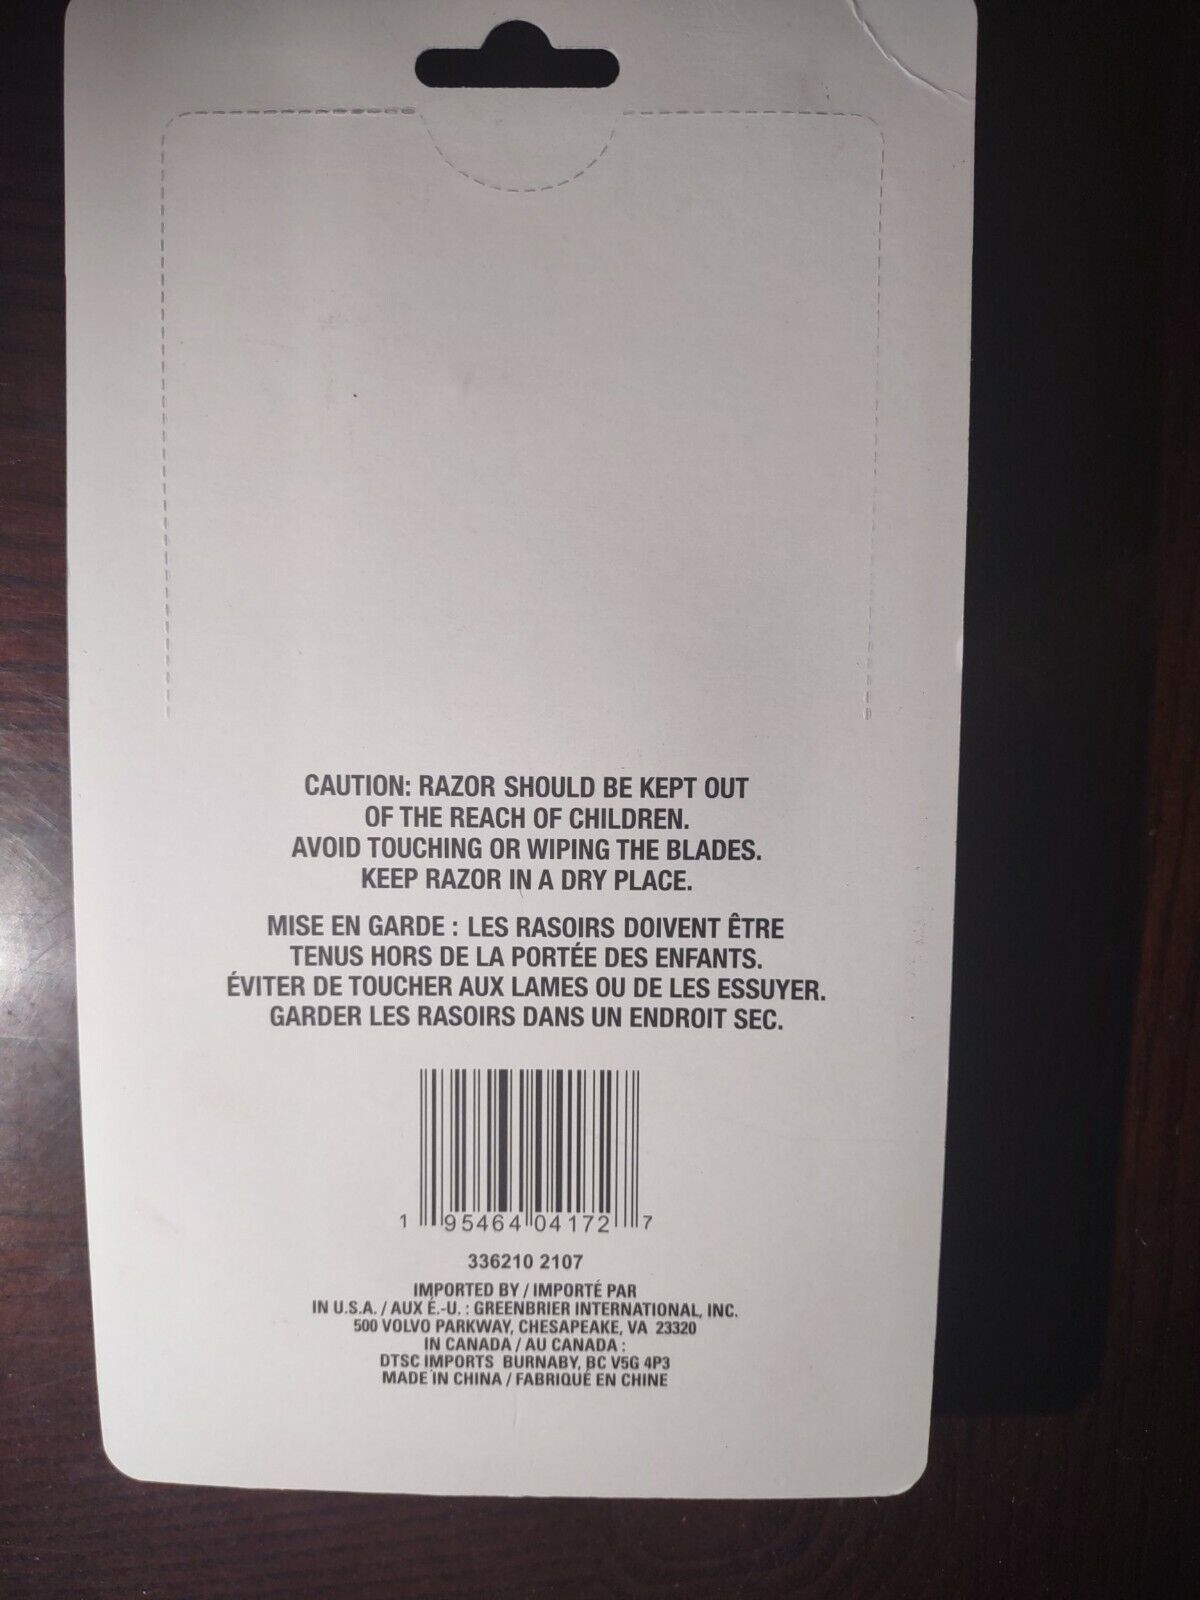 CAUTION: RAZOR SHOULD BE KEPT OUT
OF THE REACH OF CHILDREN.
AVOID TOUCHING OR WIPING THE BLADES.
KEEP RAZOR IN A DRY PLACE.
MISE EN GARDE : LES RASOIRS DOIVENT ÊTRE
TENUS HORS DE LA PORTÉE DES ENFANTS.
ÉVITER DE TOUCHER AUX LAMES OU DE LES ESSUYER.
GARDER LES RASOIRS DANS UN ENDROIT SEC.
1 95464 04172 7
336210 2107
IMPORTED BY / IMPORTÉ PAR
IN U.S.A. / AUX É.-U. : GREENBRIER INTERNATIONAL, INC.
500 VOLVO PARKWAY, CHESAPEAKE, VA 23320
IN CANADA / AU CANADA :
DTSC IMPORTS BURNABY, BC V5G 4P3
MADE IN CHINA / FABRIQUÉ EN CHINE